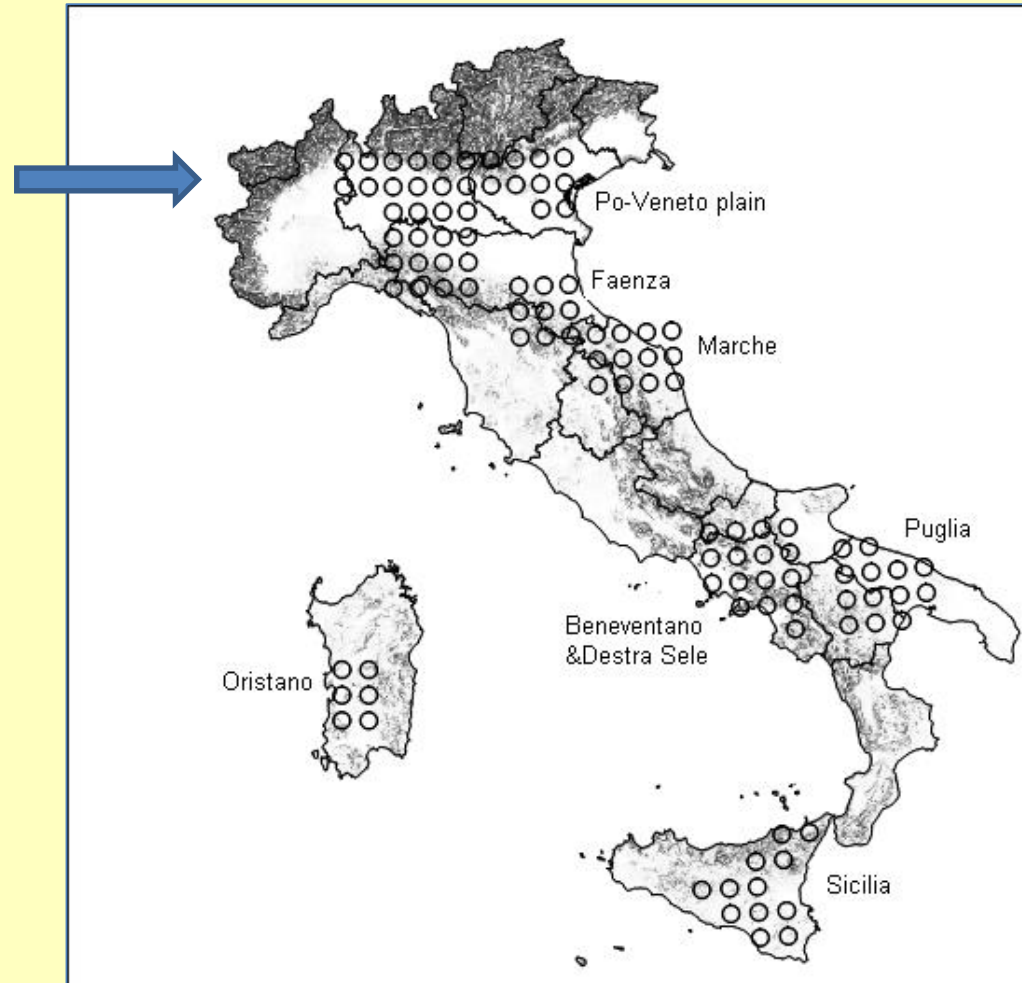 Po-Veneto plain
Faenza
Marche
Puglia
Beneventano
&Destra Sele
Oristano
Sicilia